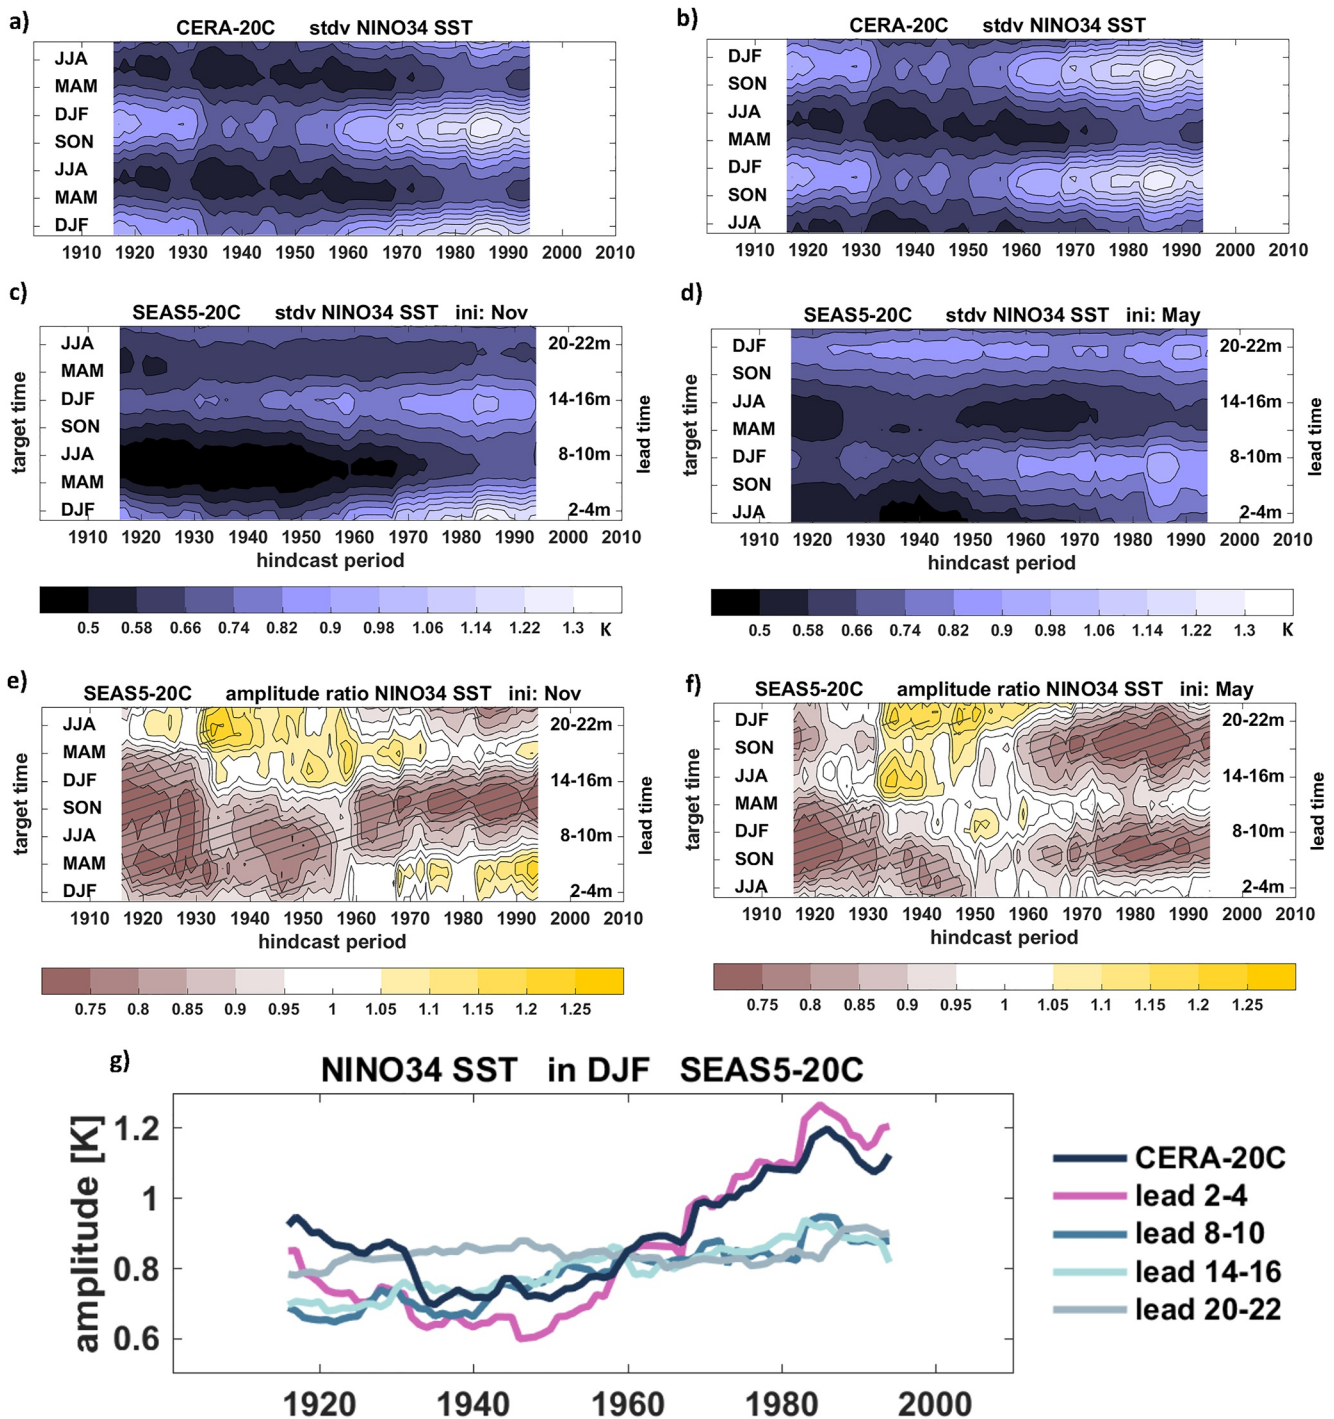 a)
CERA-20C stdv NINO34 SST
JJA
MAM
DJF
SON
JJA
MAM
DJF
1910 1920 1930 1940 1950 1960 1970 1980 1990 2000 2010
b)
CERA-20C stdv NINO34 SST
DJF
SON
JJA
MAM
DJF
SON
JJA
1910 1920 1930 1940 1950 1960 1970 1980 1990 2000 2010
c)
SEAS5-20C stdv NINO34 SST ini: Nov
target time
JJA 20-22m
MAM
DJF 14-16m
SON
JJA 8-10m
MAM
DJF 2-4m
lead time
1910 1920 1930 1940 1950 1960 1970 1980 1990 2000 2010
hindcast period
0.5 0.58 0.66 0.74 0.82 0.9 0.98 1.06 1.14 1.22 1.3 K
d)
SEAS5-20C stdv NINO34 SST ini: May
target time
DJF 20-22m
SON
JJA 14-16m
MAM
DJF 8-10m
SON
JJA 2-4m
lead time
1910 1920 1930 1940 1950 1960 1970 1980 1990 2000 2010
hindcast period
0.5 0.58 0.66 0.74 0.82 0.9 0.98 1.06 1.14 1.22 1.3 K
e)
SEAS5-20C amplitude ratio NINO34 SST ini: Nov
target time
JJA 20-22m
MAM
DJF 14-16m
SON
JJA 8-10m
MAM
DJF 2-4m
lead time
1910 1920 1930 1940 1950 1960 1970 1980 1990 2000 2010
hindcast period
0.75 0.8 0.85 0.9 0.95 1 1.05 1.1 1.15 1.2 1.25
f)
SEAS5-20C amplitude ratio NINO34 SST ini: May
target time
DJF 20-22m
SON
JJA 14-16m
MAM
DJF 8-10m
SON
JJA 2-4m
lead time
1910 1920 1930 1940 1950 1960 1970 1980 1990 2000 2010
hindcast period
0.75 0.8 0.85 0.9 0.95 1 1.05 1.1 1.15 1.2 1.25
g)
NINO34 SST in DJF SEAS5-20C
amplitude [K]
1.2
1
0.8
0.6
1920 1940 1960 1980 2000
CERA-20C
lead 2-4
lead 8-10
lead 14-16
lead 20-22